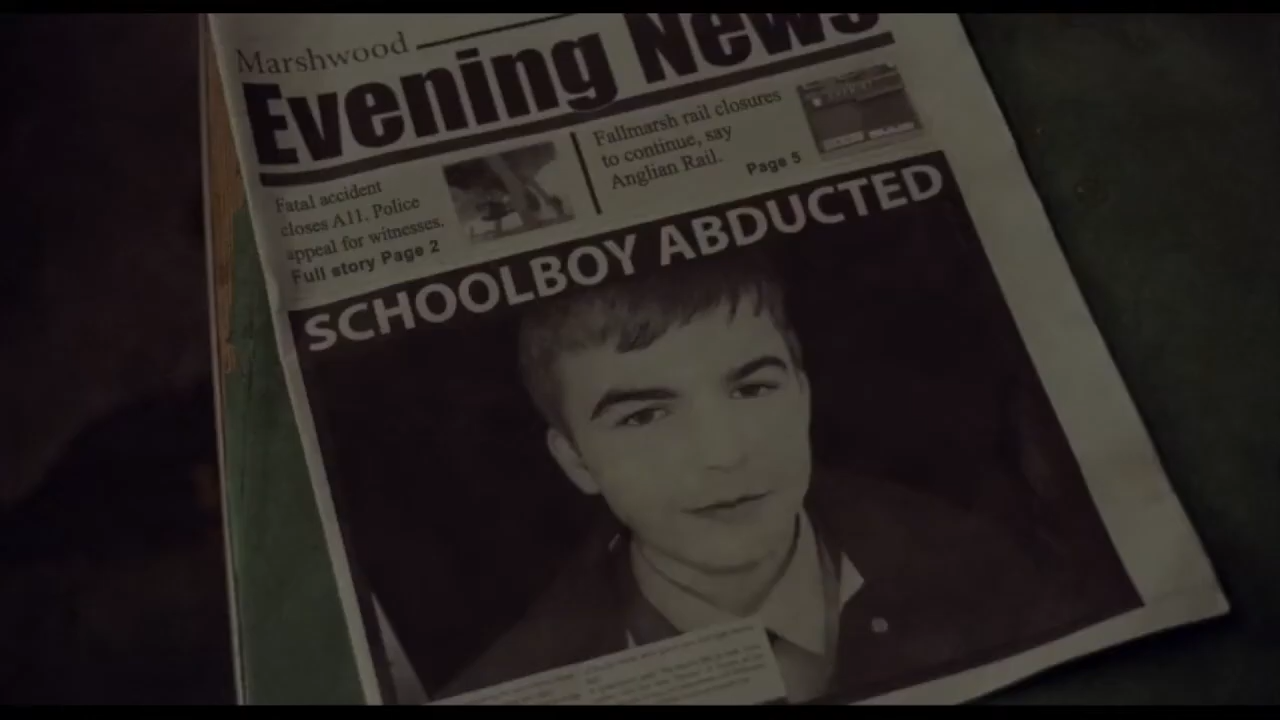 Marshwood
Evening News
Fatal accident
closes A11. Police
appeal for witnesses.
Full story Page 2
Fallmarsh rail closures
to continue, say
Anglian Rail.
Page 5
SCHOOLBOY ABDUCTED